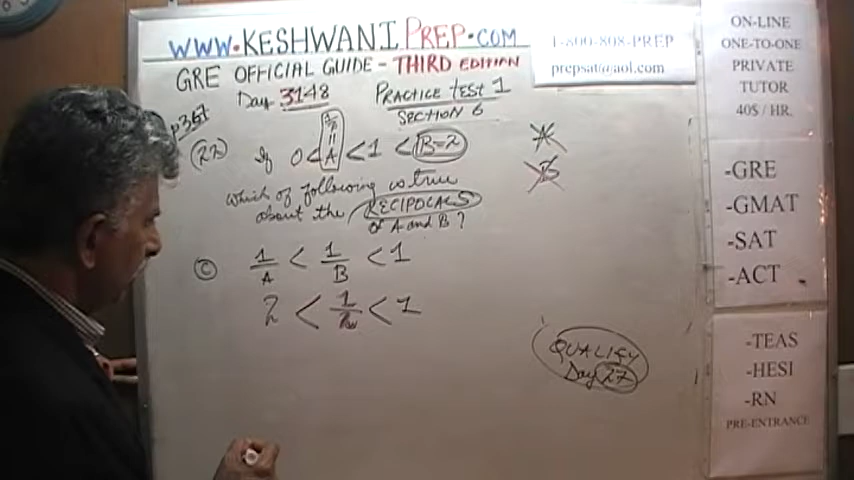 WWW.KESHWANIPREP.COM
GRE OFFICIAL GUIDE - THIRD EDITION
Day 3148 PRACTICE TEST 1
SECTION 6
p367
(22) If 0 < A < 1 < B=2
which of following is true
about the RECIPOCALS
of A and B?
A
B
C 1/A < 1/B < 1
2 < 1/2 < 1
QUALIFY
Day 27
1-800-808-PREP
prepsat@aol.com
ON-LINE
ONE-TO-ONE
PRIVATE
TUTOR
40$ / HR.
-GRE
-GMAT
-SAT
-ACT
-TEAS
-HESI
-RN
PRE-ENTRANCE